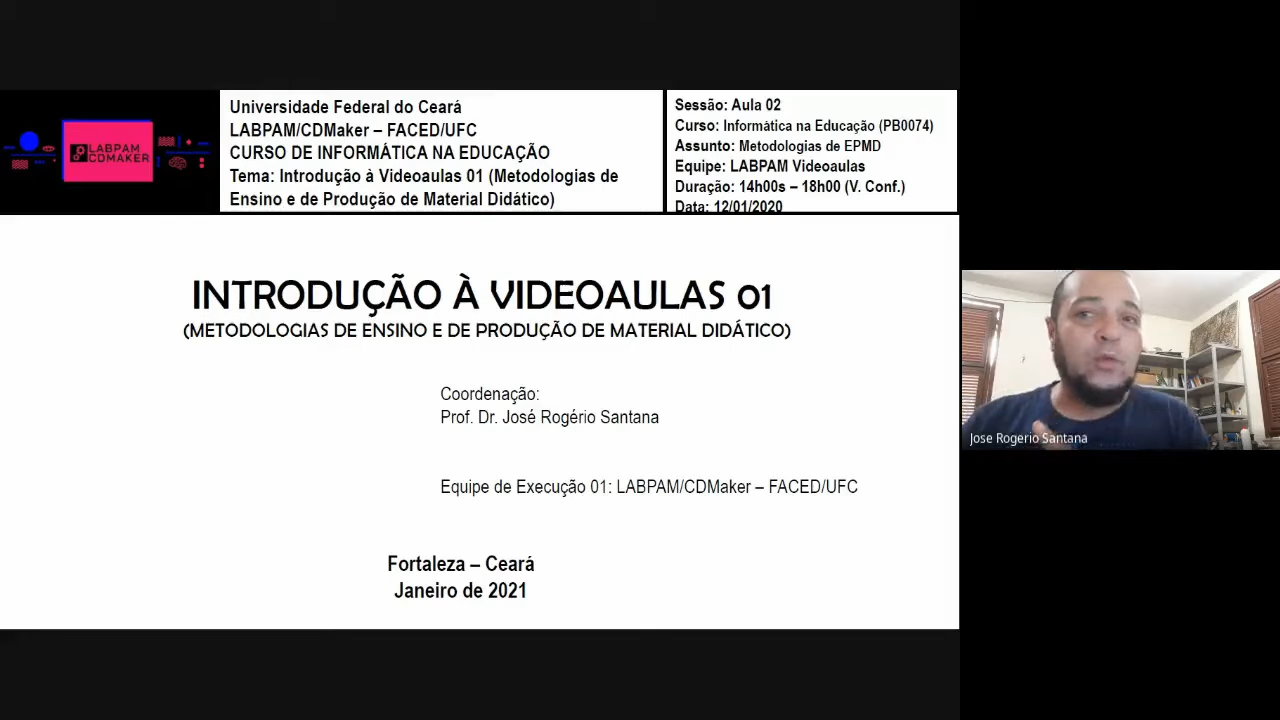 LABPAM
CDMAKER
Universidade Federal do Ceará
LABPAM/CDMaker – FACED/UFC
CURSO DE INFORMÁTICA NA EDUCAÇÃO
Tema: Introdução à Videoaulas 01 (Metodologias de
Ensino e de Produção de Material Didático)
Sessão: Aula 02
Curso: Informática na Educação (PB0074)
Assunto: Metodologias de EPMD
Equipe: LABPAM Videoaulas
Duração: 14h00s – 18h00 (V. Conf.)
Data: 12/01/2020
INTRODUÇÃO À VIDEOAULAS 01
(METODOLOGIAS DE ENSINO E DE PRODUÇÃO DE MATERIAL DIDÁTICO)
Coordenação:
Prof. Dr. José Rogério Santana
Equipe de Execução 01: LABPAM/CDMaker – FACED/UFC
Fortaleza – Ceará
Janeiro de 2021
Jose Rogerio Santana